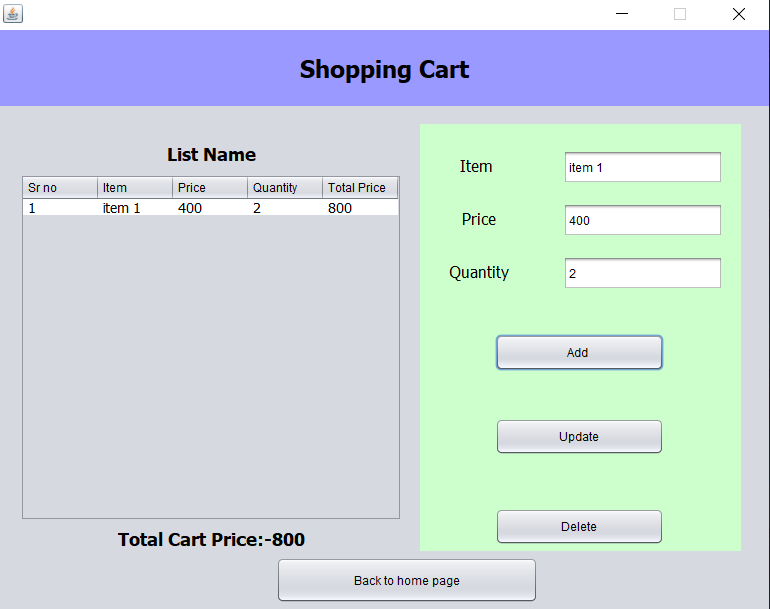 Shopping Cart
List Name
Sr no Item Price Quantity Total Price
1 item 1 400 2 800
Total Cart Price:-800
Item item 1
Price 400
Quantity 2
Add
Update
Delete
Back to home page